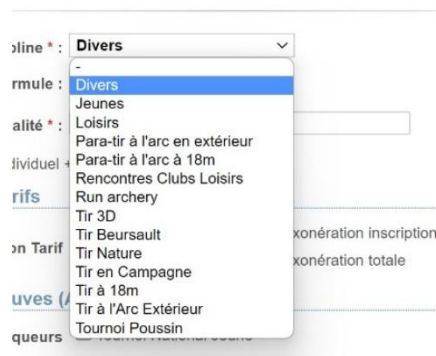 pline * : Divers
-
rmule : Divers
Jeunes
alité * : Loisirs
Para-tir à l'arc en extérieur
dividuel + Para-tir à l'arc à 18m
Rencontres Clubs Loisirs
rifs Run archery
Tir 3D
Tir Beursault xonération inscription
on Tarif Tir Nature
Tir en Campagne xonération totale
Tir à 18m
uves (A Tir à l'Arc Extérieur
Tournoi Poussin
queurs